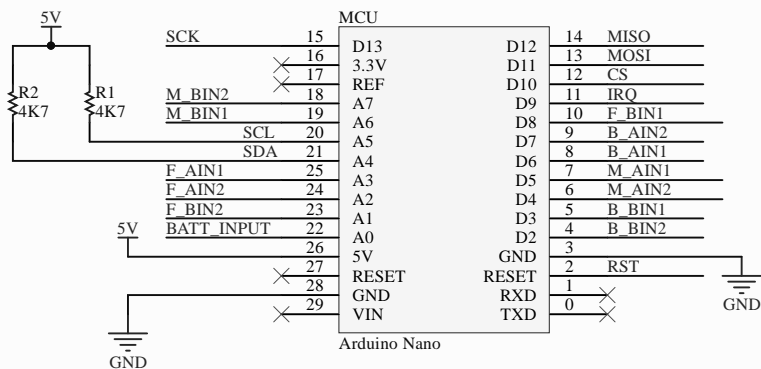 5V
R2
4K7
R1
4K7
MCU
SCK 15 D13
16 3.3V
17 REF
M_BIN2 18 A7
M_BIN1 19 A6
SCL 20 A5
SDA 21 A4
F_AIN1 25 A3
F_AIN2 24 A2
F_BIN2 23 A1
BATT_INPUT 22 A0
5V 26 5V
27 RESET
28 GND
29 VIN
GND
D12 14 MISO
D11 13 MOSI
D10 12 CS
D9 11 IRQ
D8 10 F_BIN1
D7 9 B_AIN2
D6 8 B_AIN1
D5 7 M_AIN1
D4 6 M_AIN2
D3 5 B_BIN1
D2 4 B_BIN2
GND 3
RESET 2 RST
RXD 1
TXD 0
GND
Arduino Nano